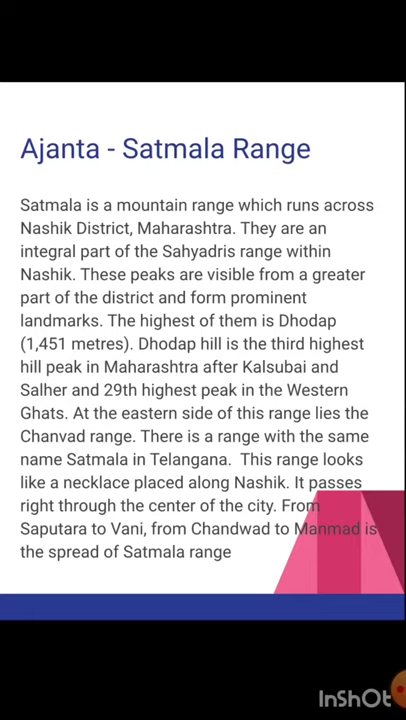 Ajanta - Satmala Range
Satmala is a mountain range which runs across
Nashik District, Maharashtra. They are an
integral part of the Sahyadris range within
Nashik. These peaks are visible from a greater
part of the district and form prominent
landmarks. The highest of them is Dhodap
(1,451 metres). Dhodap hill is the third highest
hill peak in Maharashtra after Kalsubai and
Salher and 29th highest peak in the Western
Ghats. At the eastern side of this range lies the
Chanvad range. There is a range with the same
name Satmala in Telangana.  This range looks
like a necklace placed along Nashik. It passes
right through the center of the city. From
Saputara to Vani, from Chandwad to Manmad is
the spread of Satmala range
InShOt